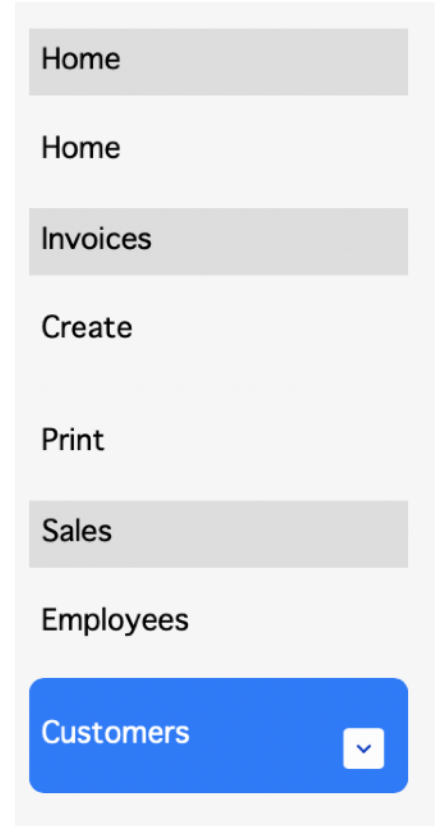 Home
Home
Invoices
Create
Print
Sales
Employees
Customers